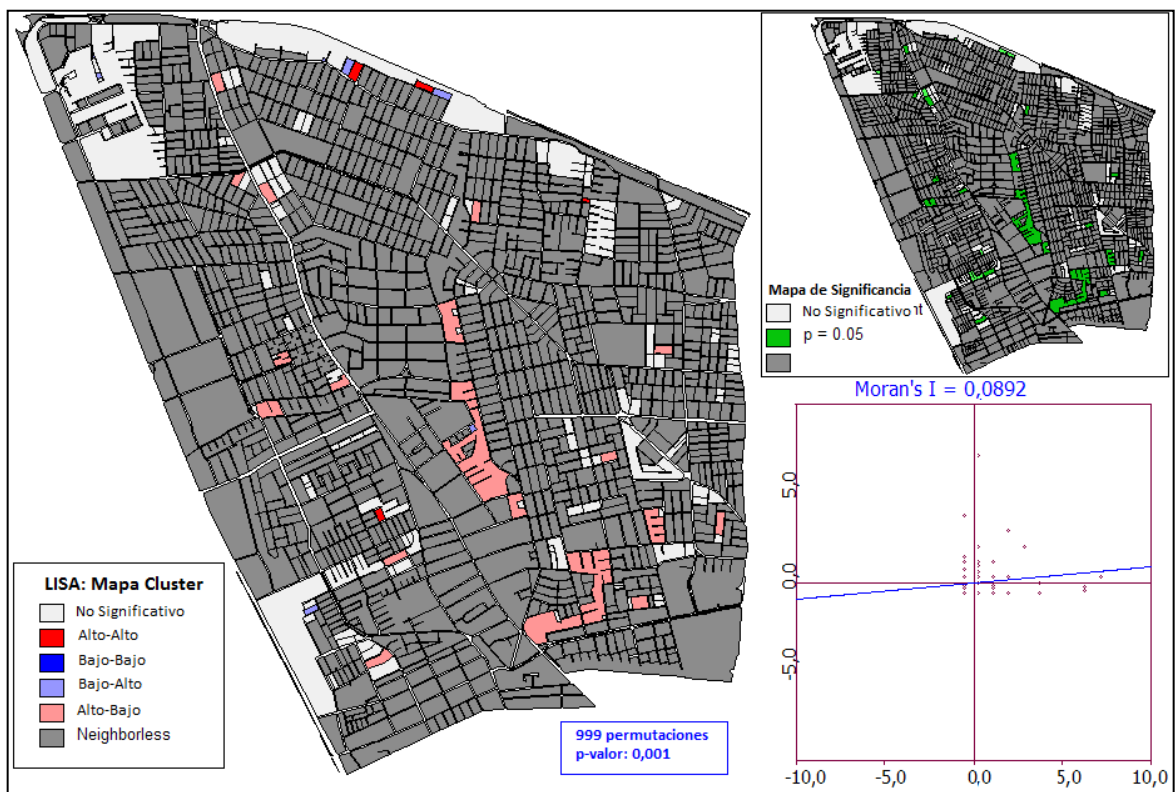 Mapa de Significancia
No Significativo
p = 0.05
Moran's I = 0,0892
5,0
0,0
-5,0
-10,0
-5,0
0,0
5,0
10,0
LISA: Mapa Cluster
No Significativo
Alto-Alto
Bajo-Bajo
Bajo-Alto
Alto-Bajo
Neighborless
999 permutaciones
p-valor: 0,001